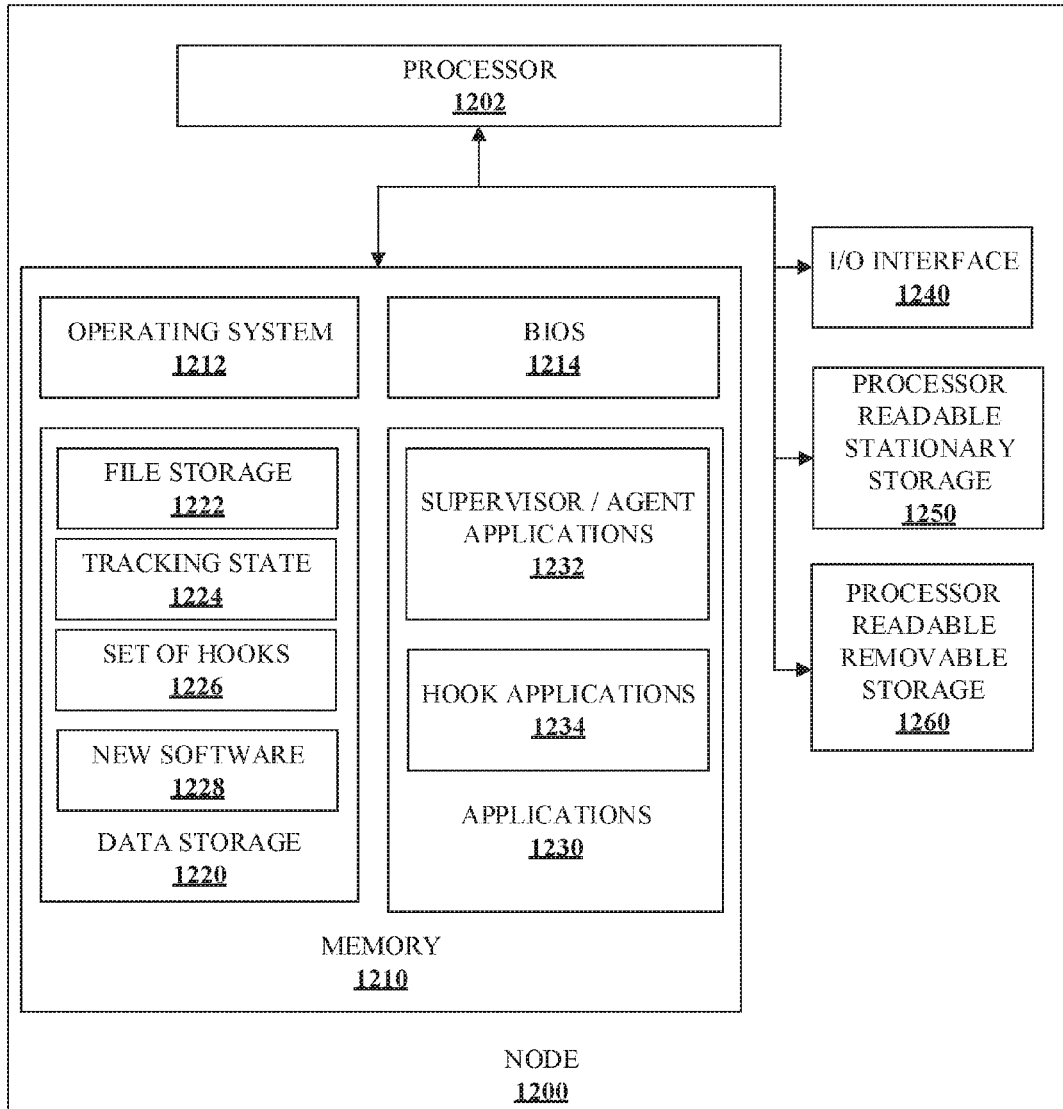 PROCESSOR
1202
I/O INTERFACE
1240
OPERATING SYSTEM
1212
BIOS
1214
PROCESSOR
READABLE
STATIONARY
STORAGE
1250
FILE STORAGE
1222
TRACKING STATE
1224
SET OF HOOKS
1226
NEW SOFTWARE
1228
DATA STORAGE
1220
SUPERVISOR / AGENT
APPLICATIONS
1232
HOOK APPLICATIONS
1234
APPLICATIONS
1230
PROCESSOR
READABLE
REMOVABLE
STORAGE
1260
MEMORY
1210
NODE
1200